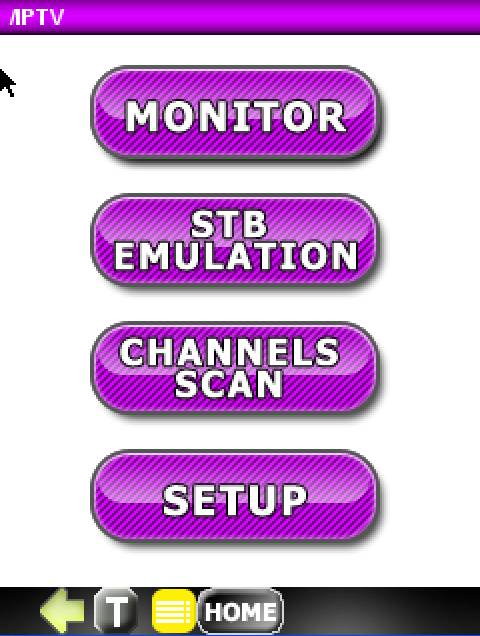 /IPTV
MONITOR
STB
EMULATION
CHANNELS
SCAN
SETUP
T
HOME